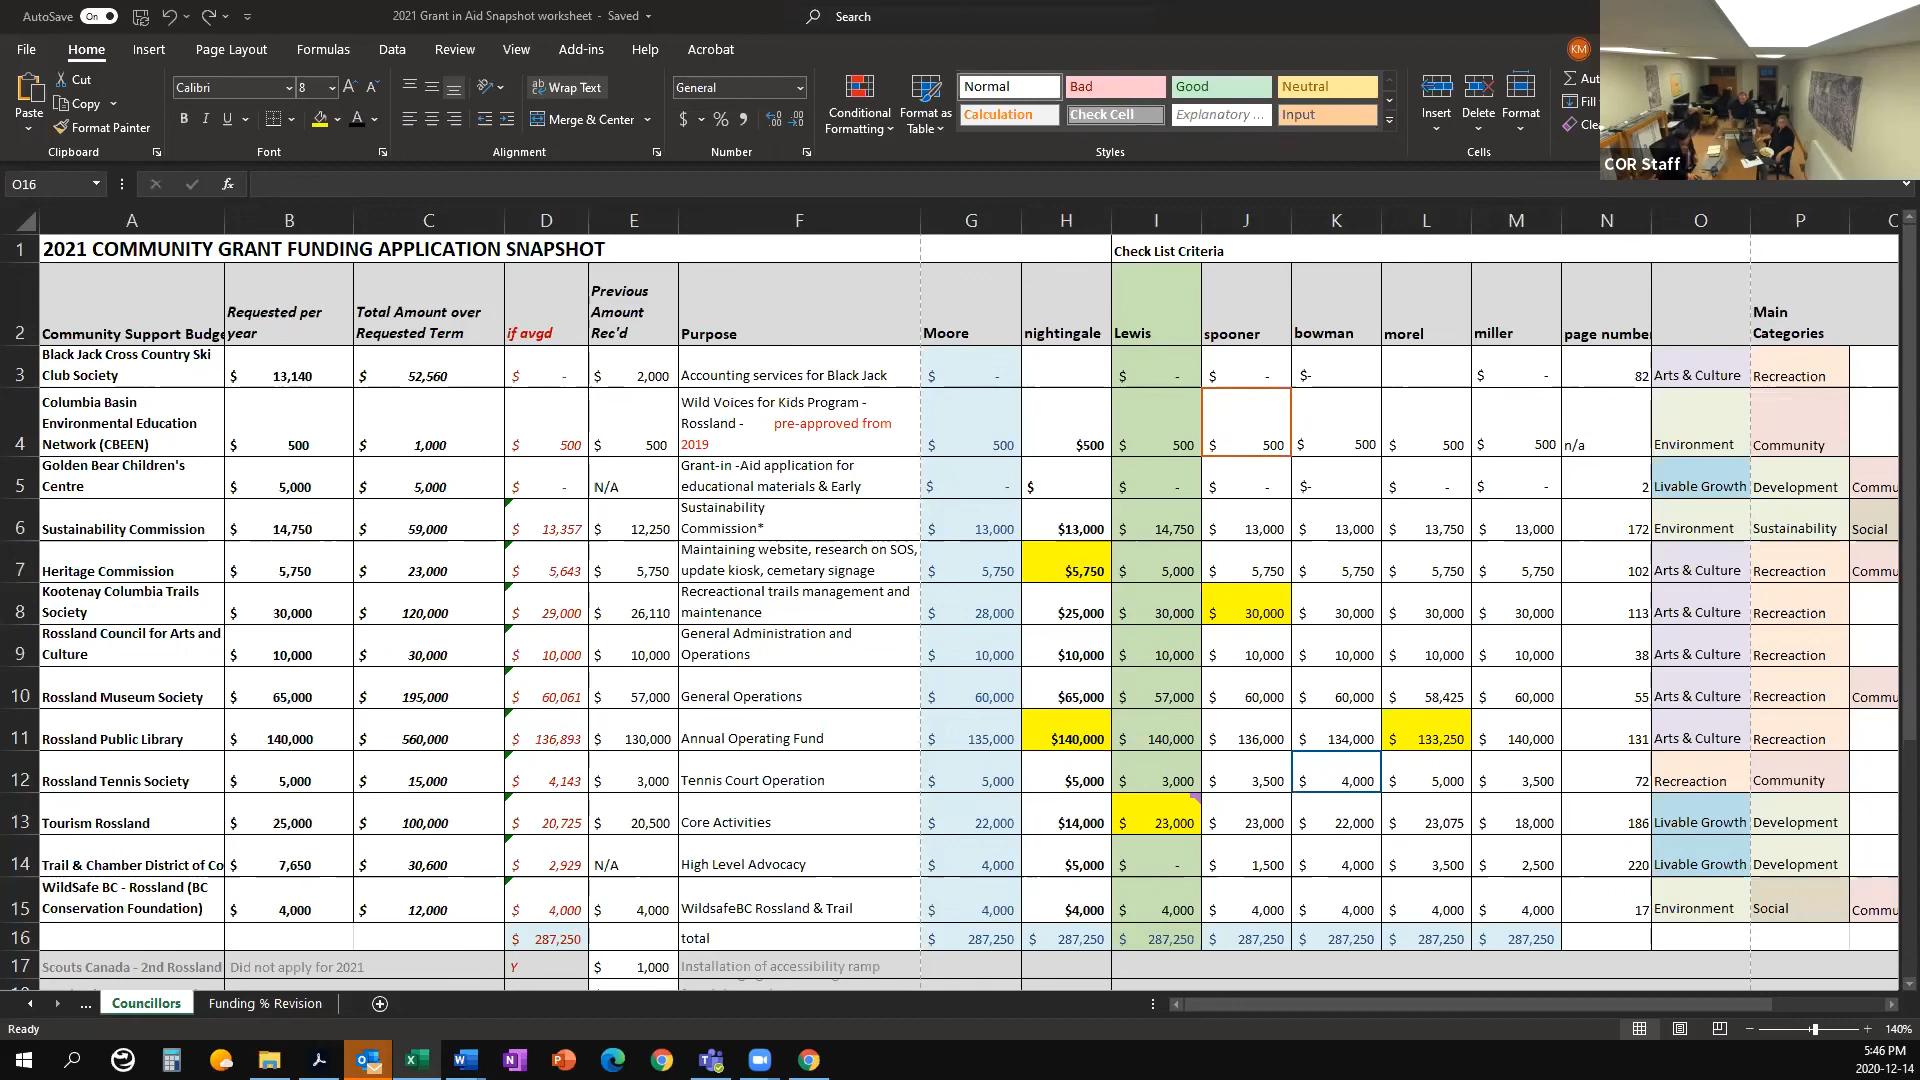 AutoSave On 2021 Grant in Aid Snapshot worksheet - Saved Search
File Home Insert Page Layout Formulas Data Review View Add-ins Help Acrobat KM
Paste Cut Copy Format Painter Clipboard
Calibri 8 A A B I U A Font
Wrap Text Merge & Center Alignment
General $ % , Number
Conditional Formatting Format as Table
Normal Bad Good Neutral
Calculation Check Cell Explanatory ... Input
Styles
Insert Delete Format Cells
Aut
Fill
Cle
COR Staff
O16 fx
A B C D E F G H I J K L M N O P
1 2021 COMMUNITY GRANT FUNDING APPLICATION SNAPSHOT Check List Criteria
2 Community Support Budge Requested per year Total Amount over Requested Term if avgd Previous Amount Rec'd Purpose Moore nightingale Lewis spooner bowman morel miller page number Main Categories
3 Black Jack Cross Country Ski Club Society $ 13,140 $ 52,560 $ - $ 2,000 Accounting services for Black Jack $ - $ - $ - $- $ - 82 Arts & Culture Recreaction
4 Columbia Basin Environmental Education Network (CBEEN) $ 500 $ 1,000 $ 500 $ 500 Wild Voices for Kids Program - Rossland - pre-approved from 2019 $ 500 $500 $ 500 $ 500 $ 500 $ 500 $ 500 n/a Environment Community
5 Golden Bear Children's Centre $ 5,000 $ 5,000 $ - N/A Grant-in -Aid application for educational materials & Early $ - $ $ - $ - $- $ - $ - 2 Livable Growth Development Commu
6 Sustainability Commission $ 14,750 $ 59,000 $ 13,357 $ 12,250 Sustainability Commission* $ 13,000 $13,000 $ 14,750 $ 13,000 $ 13,000 $ 13,750 $ 13,000 172 Environment Sustainability Social
7 Heritage Commission $ 5,750 $ 23,000 $ 5,643 $ 5,750 Maintaining website, research on SOS, update kiosk, cemetary signage $ 5,750 $5,750 $ 5,000 $ 5,750 $ 5,750 $ 5,750 $ 5,750 102 Arts & Culture Recreaction Commu
8 Kootenay Columbia Trails Society $ 30,000 $ 120,000 $ 29,000 $ 26,110 Recreactional trails management and maintenance $ 28,000 $25,000 $ 30,000 $ 30,000 $ 30,000 $ 30,000 $ 30,000 113 Arts & Culture Recreaction
9 Rossland Council for Arts and Culture $ 10,000 $ 30,000 $ 10,000 $ 10,000 General Administration and Operations $ 10,000 $10,000 $ 10,000 $ 10,000 $ 10,000 $ 10,000 $ 10,000 38 Arts & Culture Recreaction
10 Rossland Museum Society $ 65,000 $ 195,000 $ 60,061 $ 57,000 General Operations $ 60,000 $65,000 $ 57,000 $ 60,000 $ 60,000 $ 58,425 $ 60,000 55 Arts & Culture Recreaction Commu
11 Rossland Public Library $ 140,000 $ 560,000 $ 136,893 $ 130,000 Annual Operating Fund $ 135,000 $140,000 $ 140,000 $ 136,000 $ 134,000 $ 133,250 $ 140,000 131 Arts & Culture Recreaction
12 Rossland Tennis Society $ 5,000 $ 15,000 $ 4,143 $ 3,000 Tennis Court Operation $ 5,000 $5,000 $ 3,000 $ 3,500 $ 4,000 $ 5,000 $ 3,500 72 Recreaction Community
13 Tourism Rossland $ 25,000 $ 100,000 $ 20,725 $ 20,500 Core Activities $ 22,000 $14,000 $ 23,000 $ 23,000 $ 22,000 $ 23,075 $ 18,000 186 Livable Growth Development
14 Trail & Chamber District of Co $ 7,650 $ 30,600 $ 2,929 N/A High Level Advocacy $ 4,000 $5,000 $ - $ 1,500 $ 4,000 $ 3,500 $ 2,500 220 Livable Growth Development
15 WildSafe BC - Rossland (BC Conservation Foundation) $ 4,000 $ 12,000 $ 4,000 $ 4,000 WildsafeBC Rossland & Trail $ 4,000 $4,000 $ 4,000 $ 4,000 $ 4,000 $ 4,000 $ 4,000 17 Environment Social Commu
16 $ 287,250 total $ 287,250 $ 287,250 $ 287,250 $ 287,250 $ 287,250 $ 287,250 $ 287,250
17 Scouts Canada - 2nd Rossland Did not apply for 2021 Y $ 1,000 Installation of accessibility ramp
... Councillors Funding % Revision
Ready 140%
5:46 PM
2020-12-14